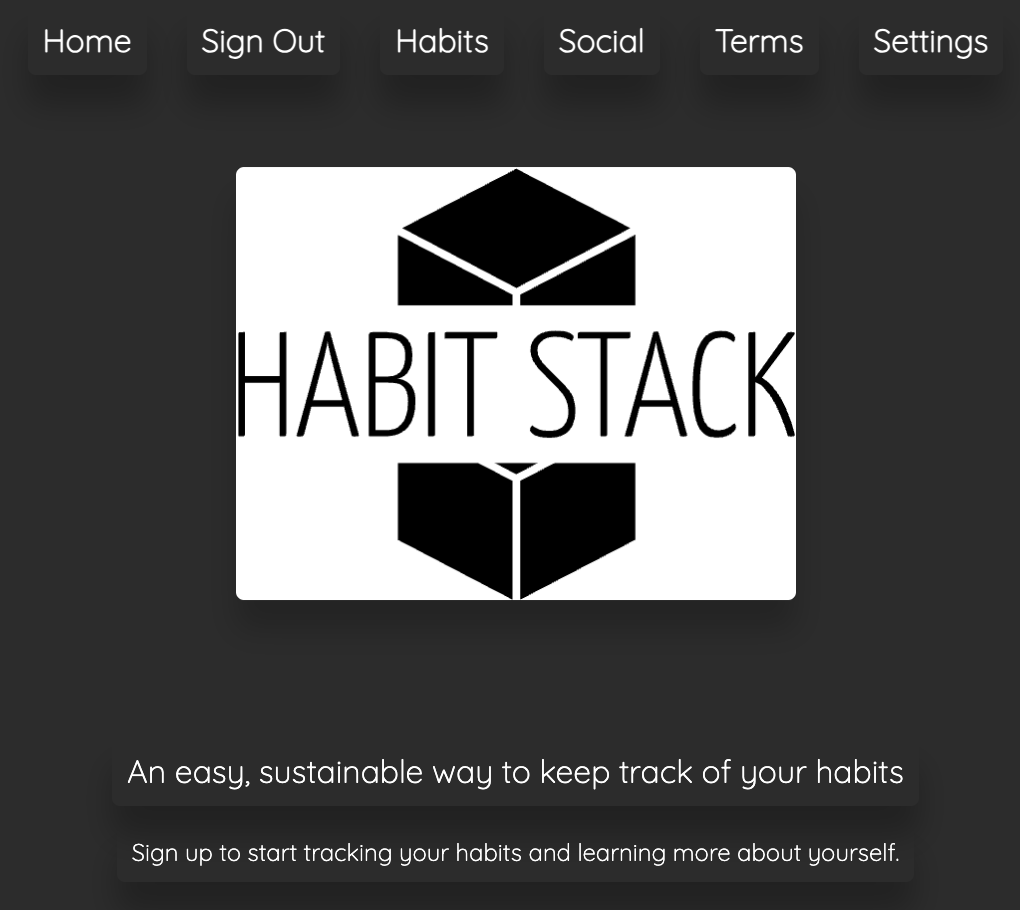 Home Sign Out Habits Social Terms Settings
HABIT STACK
An easy, sustainable way to keep track of your habits
Sign up to start tracking your habits and learning more about yourself.